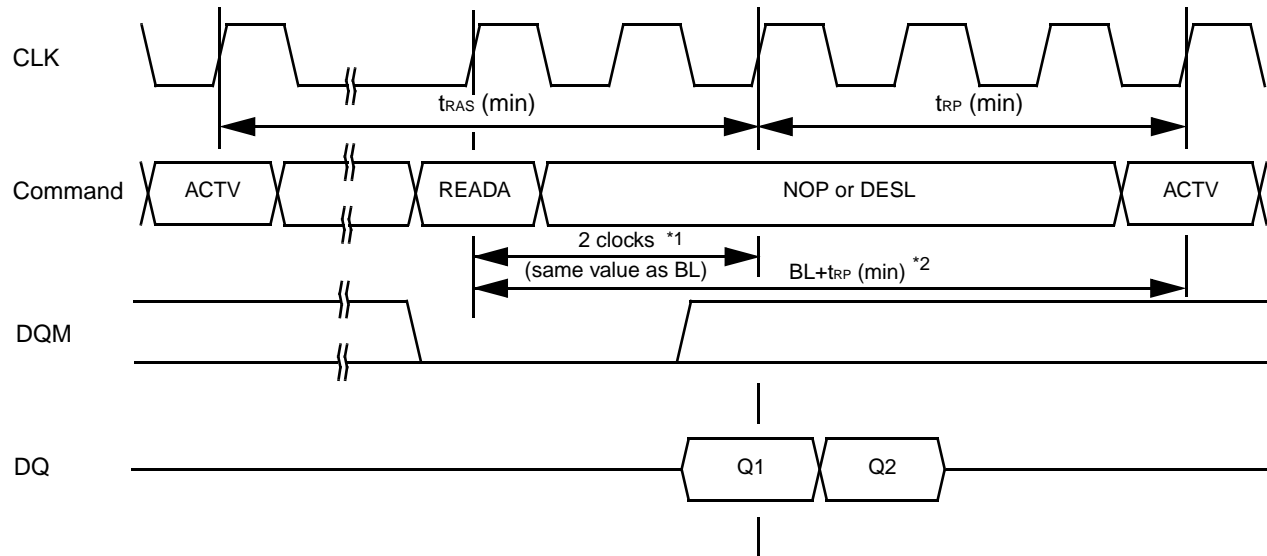 CLK
tRAS (min)
tRP (min)
Command
ACTV
READA
NOP or DESL
ACTV
2 clocks *1
(same value as BL)
BL+tRP (min) *2
DQM
DQ
Q1
Q2